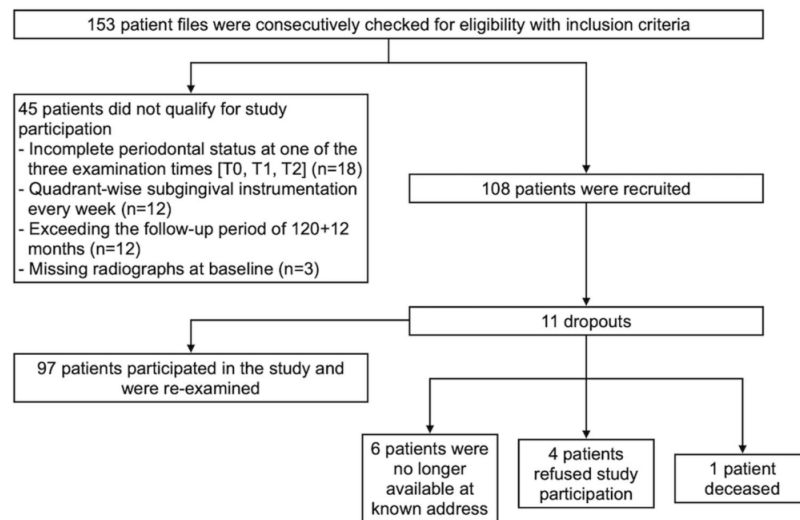 153 patient files were consecutively checked for eligibility with inclusion criteria
45 patients did not qualify for study
participation
- Incomplete periodontal status at one of the
three examination times [T0, T1, T2] (n=18)
- Quadrant-wise subgingival instrumentation
every week (n=12)
- Exceeding the follow-up period of 120+12
months (n=12)
- Missing radiographs at baseline (n=3)
108 patients were recruited
11 dropouts
97 patients participated in the study and
were re-examined
6 patients were
no longer
available at
known address
4 patients
refused study
participation
1 patient
deceased